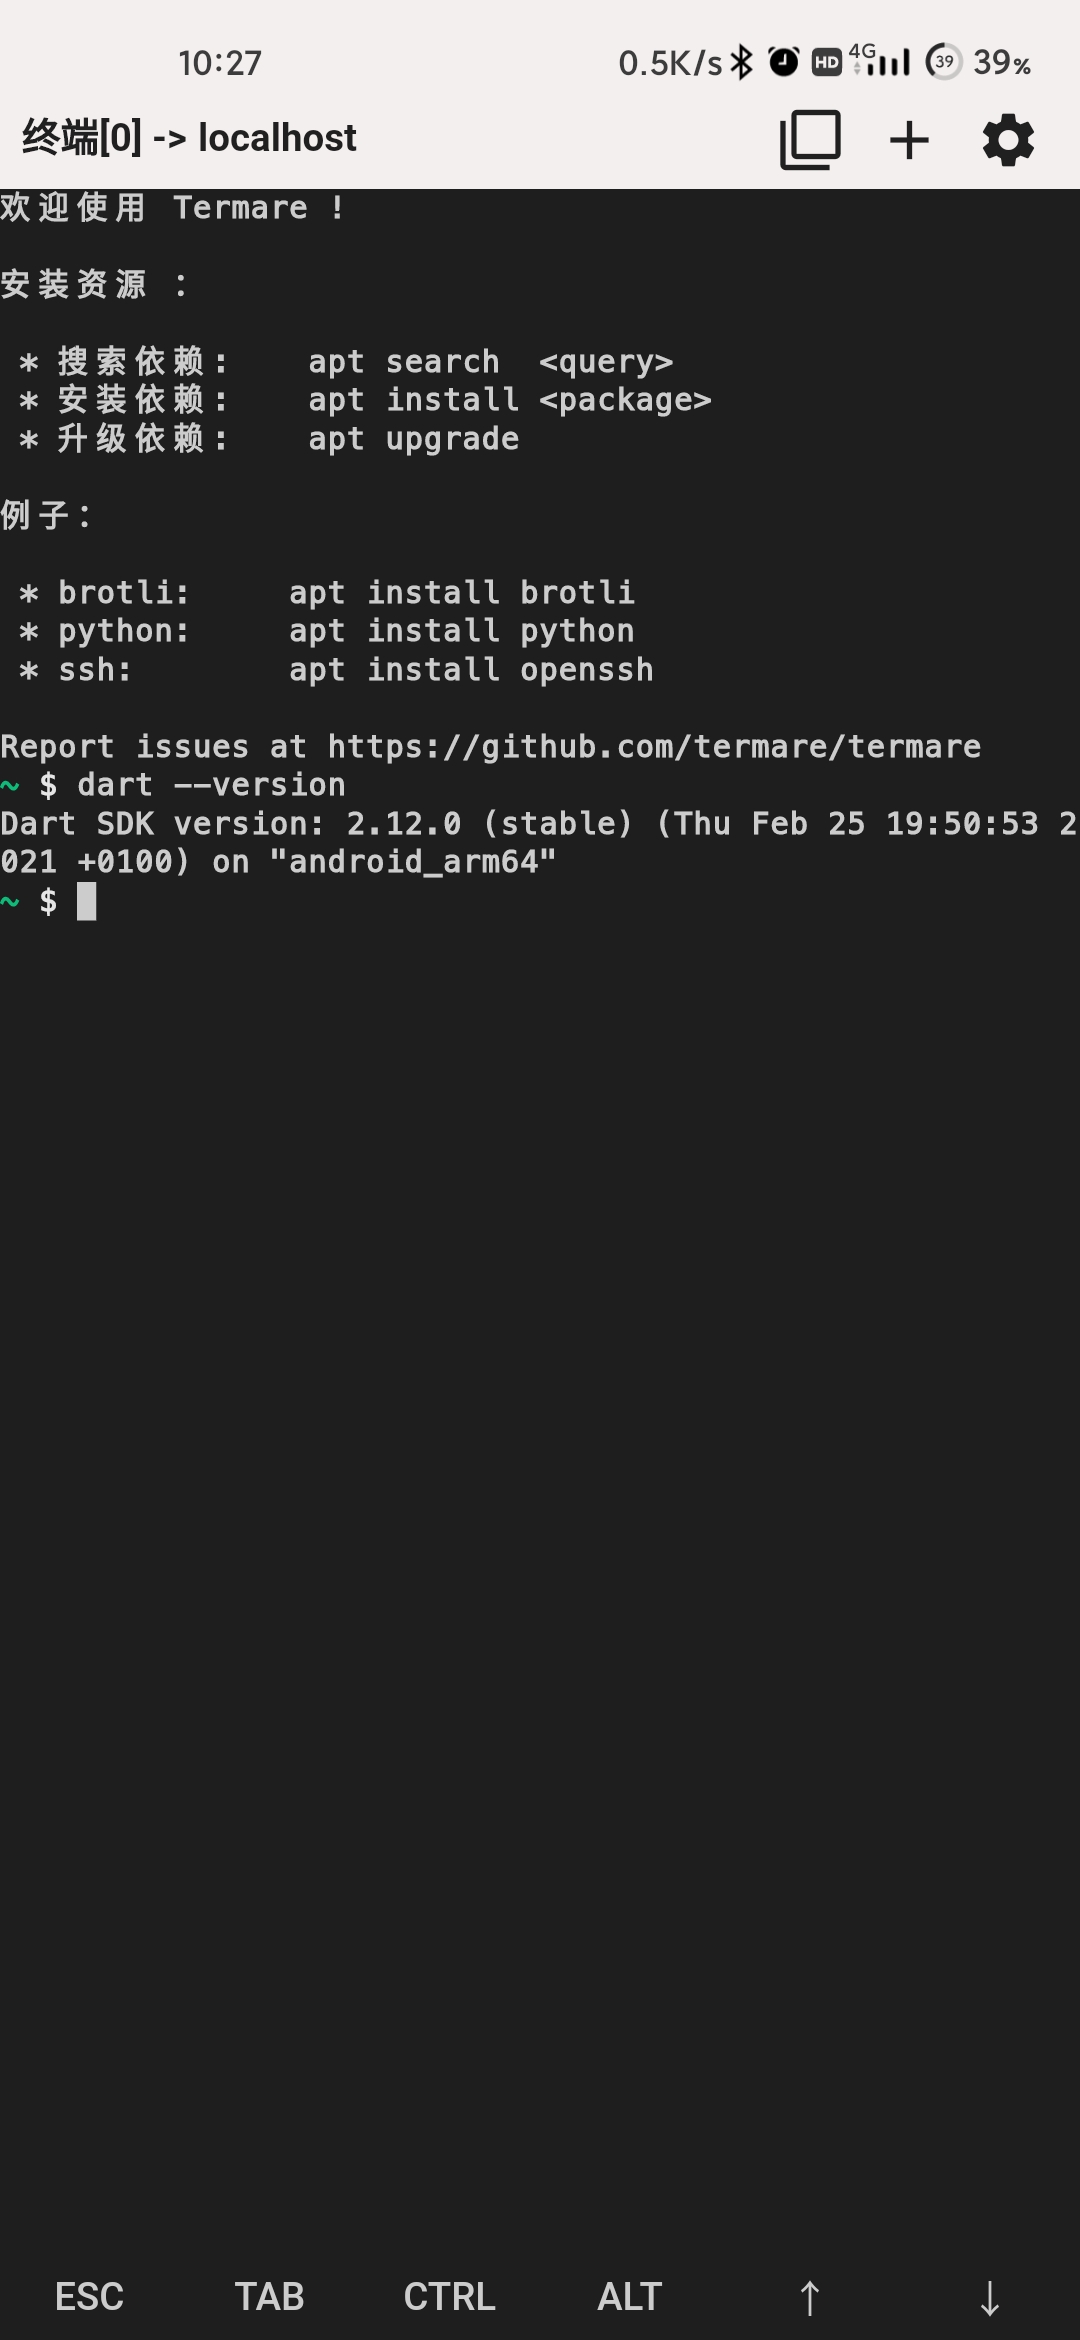 10:27 0.5K/s HD 4G 39 39%
终端[0] -> localhost
欢迎使用 Termare !
安装资源 :
* 搜索依赖: apt search <query>
* 安装依赖: apt install <package>
* 升级依赖: apt upgrade
例子:
* brotli: apt install brotli
* python: apt install python
* ssh: apt install openssh
Report issues at https://github.com/termare/termare
~ $ dart --version
Dart SDK version: 2.12.0 (stable) (Thu Feb 25 19:50:53 2
021 +0100) on "android_arm64"
~ $
ESC TAB CTRL ALT ↑ ↓